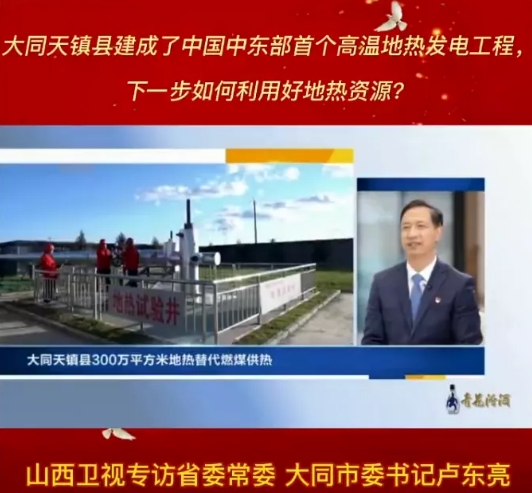 大同天镇县建成了中国中东部首个高温地热发电工程，
下一步如何利用好地热资源？
地热试验井
大同天镇县300万平方米地热替代燃煤供热
青花汾酒
山西卫视专访省委常委 大同市委书记卢东亮